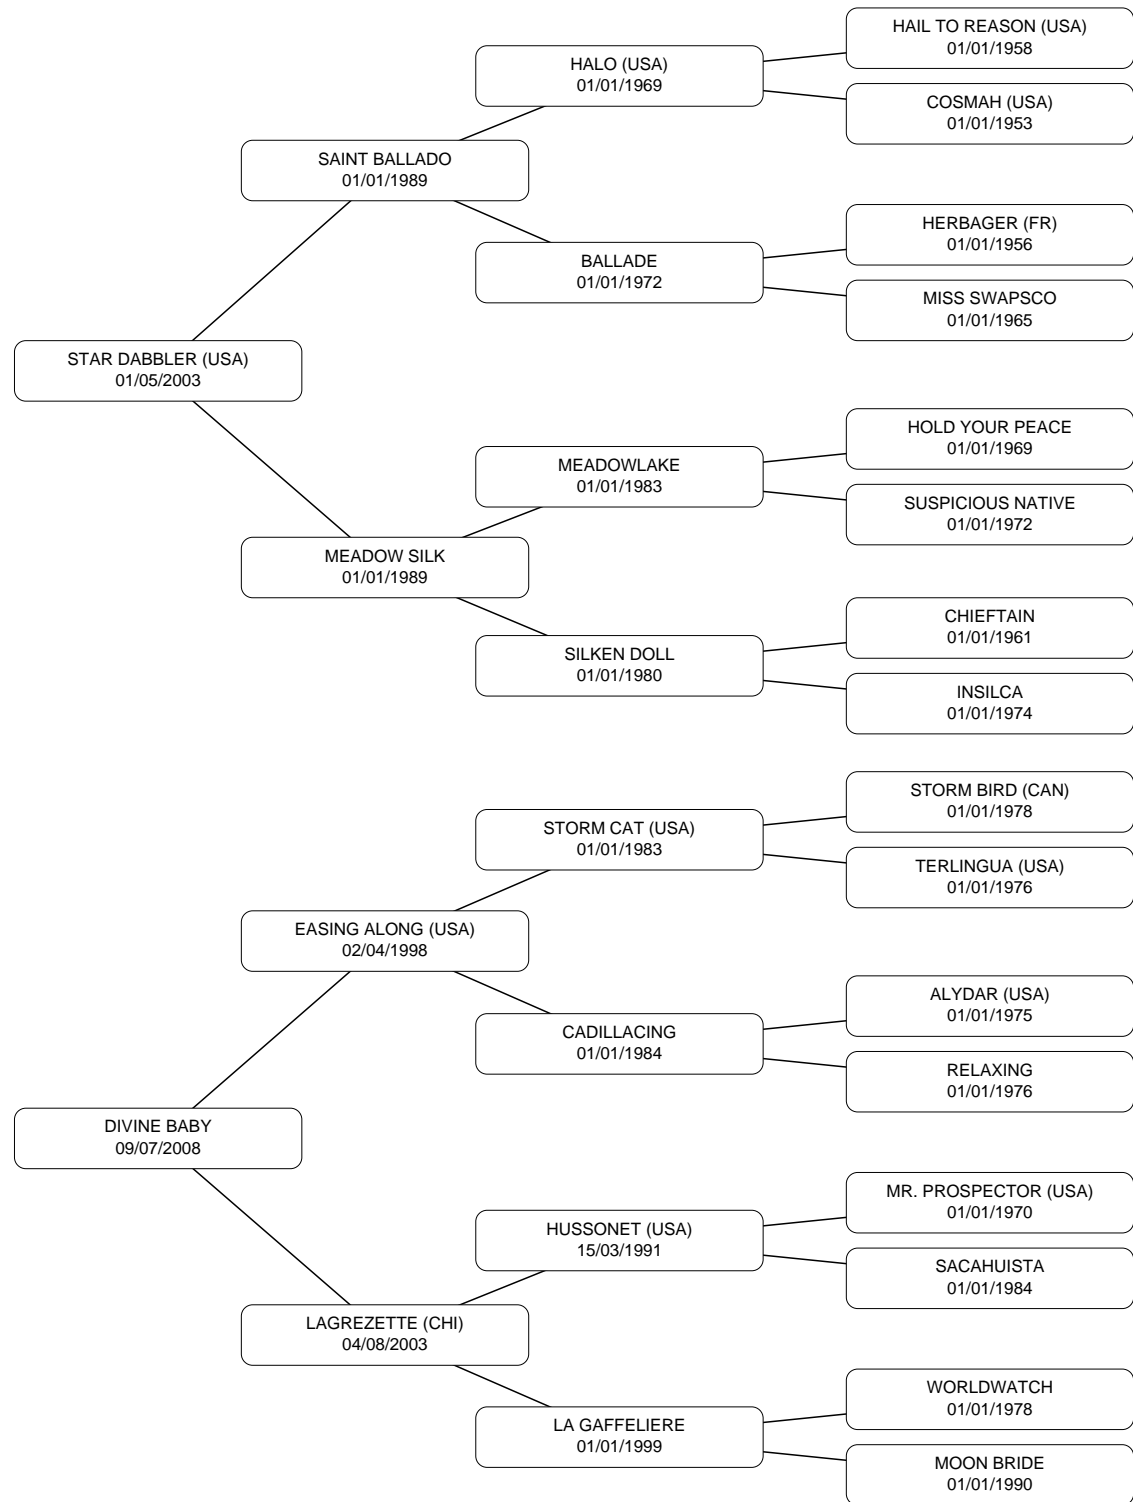 HAIL TO REASON (USA)
01/01/1958
HALO (USA)
01/01/1969
COSMAH (USA)
01/01/1953
SAINT BALLADO
01/01/1989
HERBAGER (FR)
01/01/1956
BALLADE
01/01/1972
MISS SWAPSCO
01/01/1965
STAR DABBLER (USA)
01/05/2003
HOLD YOUR PEACE
01/01/1969
MEADOWLAKE
01/01/1983
SUSPICIOUS NATIVE
01/01/1972
MEADOW SILK
01/01/1989
CHIEFTAIN
01/01/1961
SILKEN DOLL
01/01/1980
INSILCA
01/01/1974
STORM BIRD (CAN)
01/01/1978
STORM CAT (USA)
01/01/1983
TERLINGUA (USA)
01/01/1976
EASING ALONG (USA)
02/04/1998
ALYDAR (USA)
01/01/1975
CADILLACING
01/01/1984
RELAXING
01/01/1976
DIVINE BABY
09/07/2008
MR. PROSPECTOR (USA)
01/01/1970
HUSSONET (USA)
15/03/1991
SACAHUISTA
01/01/1984
LAGREZETTE (CHI)
04/08/2003
WORLDWATCH
01/01/1978
LA GAFFELIERE
01/01/1999
MOON BRIDE
01/01/1990